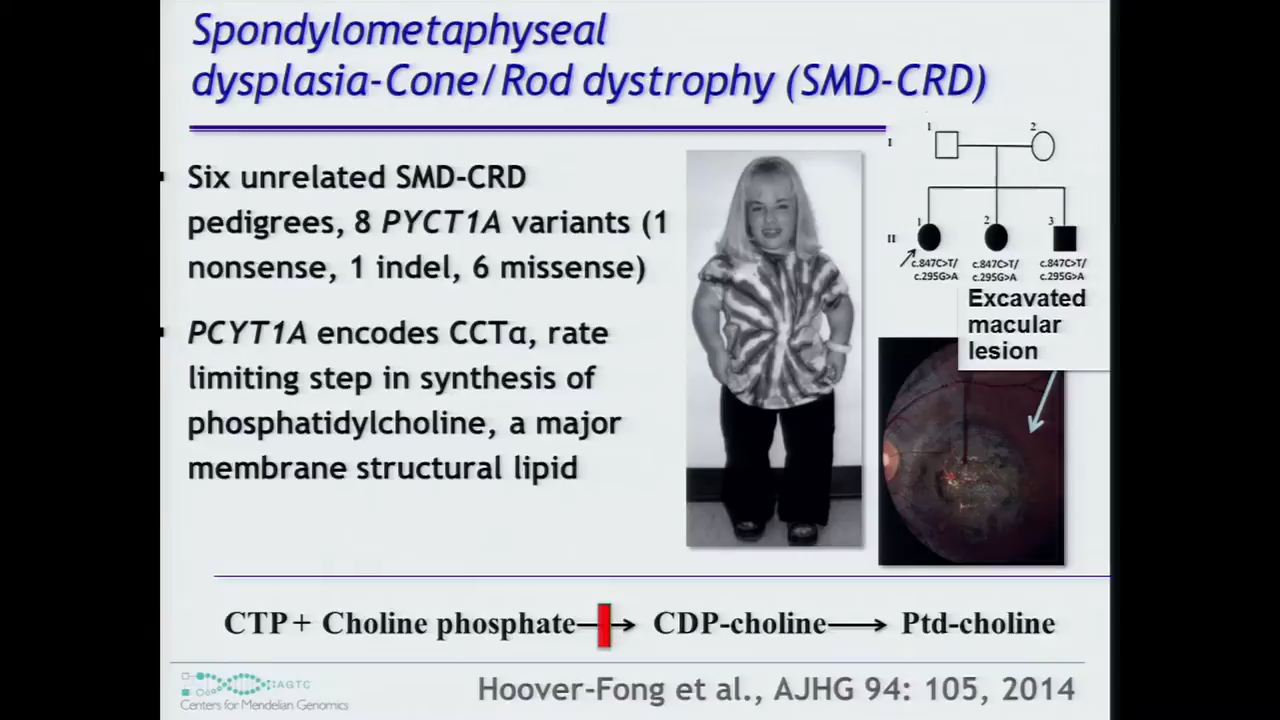 Spondylometaphyseal
dysplasia-Cone/Rod dystrophy (SMD-CRD)
Six unrelated SMD-CRD
pedigrees, 8 PYCT1A variants (1
nonsense, 1 indel, 6 missense)
PCYT1A encodes CCTα, rate
limiting step in synthesis of
phosphatidylcholine, a major
membrane structural lipid
1 2
I
1 2 3
II
c.847C>T/ c.847C>T/ c.847C>T/
c.295G>A c.295G>A c.295G>A
Excavated
macular
lesion
CTP + Choline phosphate CDP-choline Ptd-choline
AGTC
Centers for Mendelian Genomics
Hoover-Fong et al., AJHG 94: 105, 2014